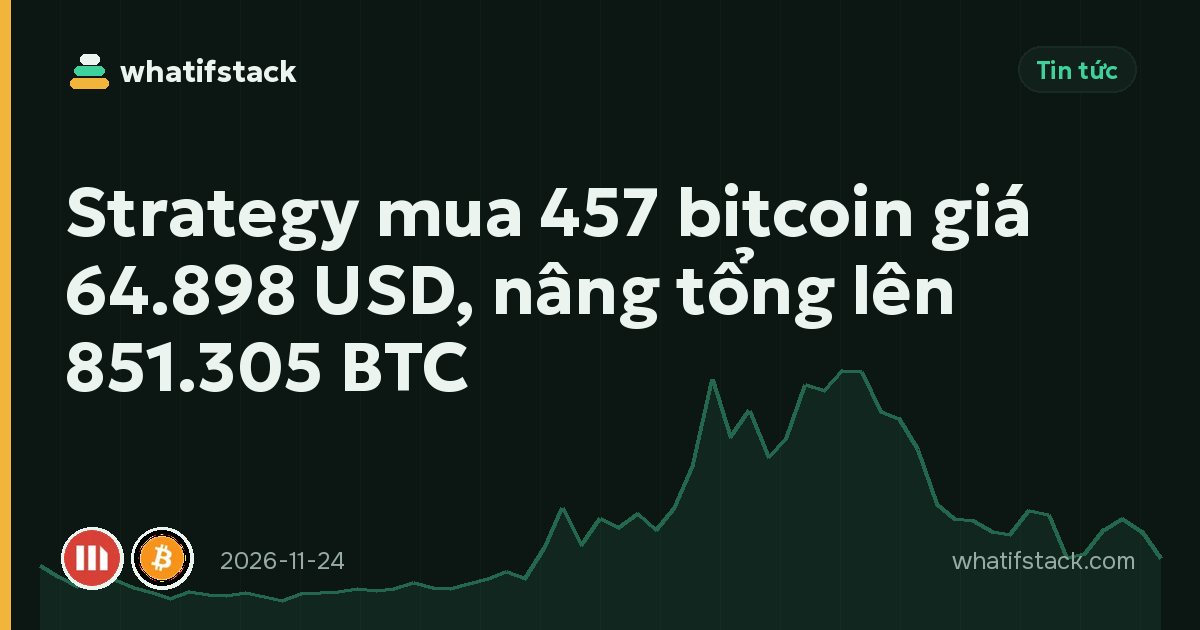 whatifstack
Tin tức
Strategy mua 457 bitcoin giá
64.898 USD, nâng tổng lên
851.305 BTC
2026-11-24
whatifstack.com